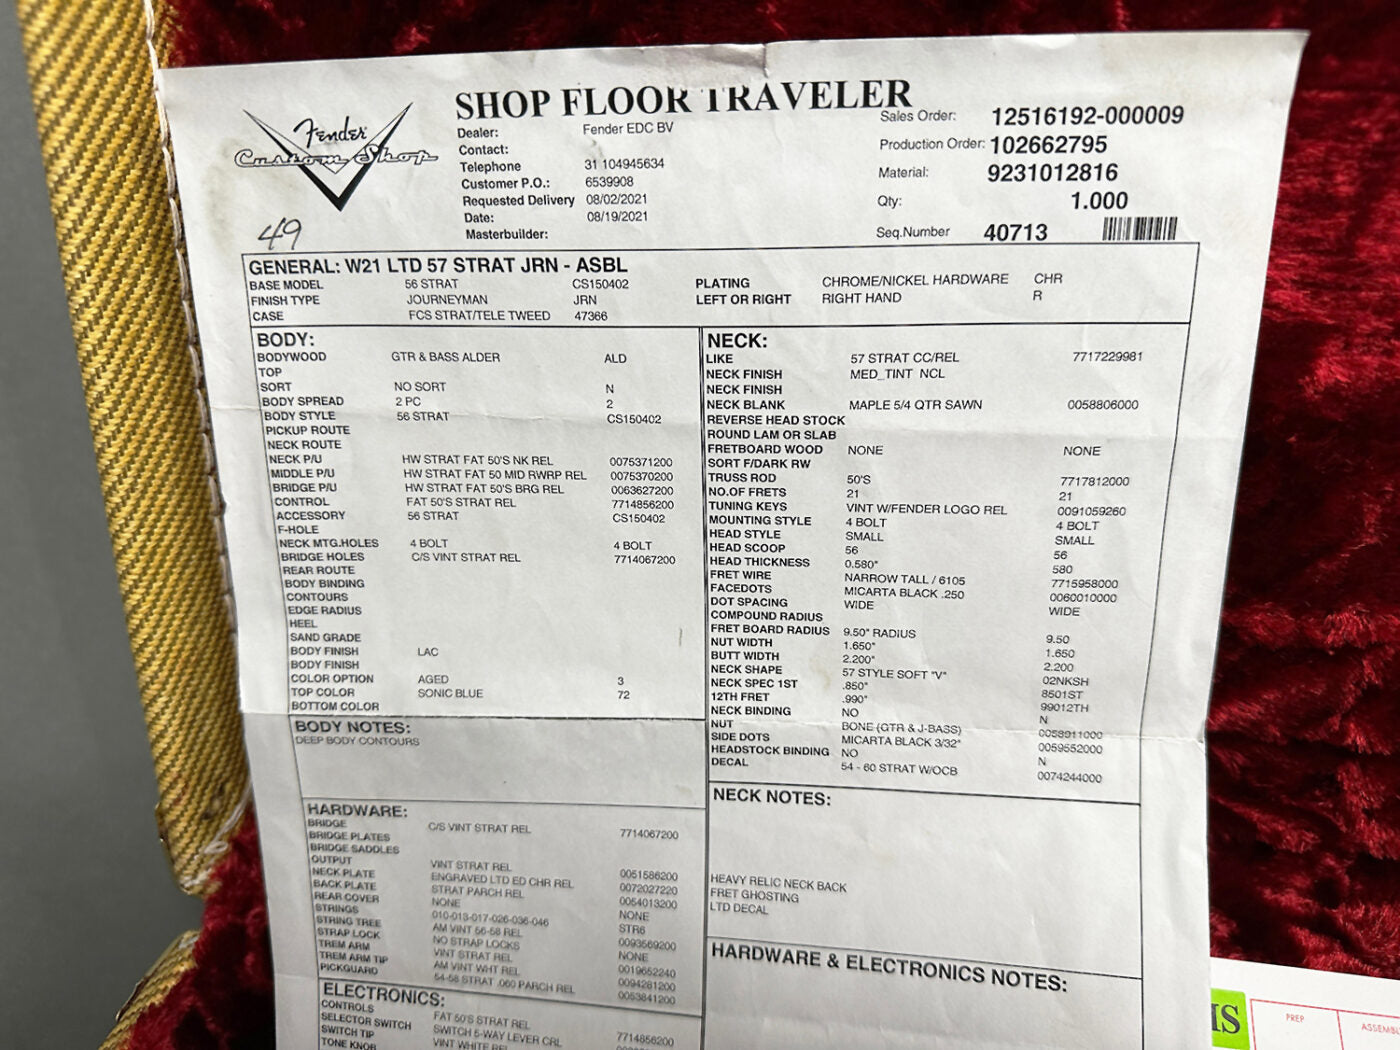 Fender
Custom Shop
49
SHOP FLOOR TRAVELER
Dealer: Fender EDC BV
Contact:
Telephone 31 104945634
Customer P.O.: 6539908
Requested Delivery 08/02/2021
Date: 08/19/2021
Masterbuilder:
Sales Order: 12516192-000009
Production Order: 102662795
Material: 9231012816
Qty: 1.000
Seq.Number 40713
GENERAL: W21 LTD 57 STRAT JRN - ASBL
BASE MODEL 56 STRAT CS150402
FINISH TYPE JOURNEYMAN JRN
CASE FCS STRAT/TELE TWEED 47366
PLATING CHROME/NICKEL HARDWARE CHR
LEFT OR RIGHT RIGHT HAND R
BODY:
BODYWOOD GTR & BASS ALDER ALD
TOP
SORT NO SORT N
BODY SPREAD 2 PC 2
BODY STYLE 56 STRAT CS150402
PICKUP ROUTE
NECK ROUTE
NECK P/U HW STRAT FAT 50'S NK REL 0075371200
MIDDLE P/U HW STRAT FAT 50 MID RWRP REL 0075370200
BRIDGE P/U HW STRAT FAT 50'S BRG REL 0063627200
CONTROL FAT 50'S STRAT REL 7714856200
ACCESSORY 56 STRAT CS150402
F-HOLE
NECK MTG.HOLES 4 BOLT 4 BOLT
BRIDGE HOLES C/S VINT STRAT REL 7714067200
REAR ROUTE
BODY BINDING
CONTOURS
EDGE RADIUS
HEEL
SAND GRADE
BODY FINISH LAC
BODY FINISH
COLOR OPTION AGED 3
TOP COLOR SONIC BLUE 72
BOTTOM COLOR
BODY NOTES:
DEEP BODY CONTOURS
HARDWARE:
BRIDGE C/S VINT STRAT REL 7714067200
BRIDGE PLATES
BRIDGE SADDLES
OUTPUT VINT STRAT REL 0051586200
NECK PLATE ENGRAVED LTD ED CHR REL 0072027220
BACK PLATE STRAT PARCH REL 0054013200
REAR COVER NONE NONE
STRINGS 010-013-017-026-036-046 STR6
STRING TREE AM VINT 56-58 REL 0093569200
STRAP LOCK NO STRAP LOCKS NONE
TREM ARM VINT STRAT REL 0019652240
TREM ARM TIP AM VINT WHT REL 0094281200
PICKGUARD 54-58 STRAT .060 PARCH REL 0053841200
ELECTRONICS:
CONTROLS FAT 50'S STRAT REL 7714856200
SELECTOR SWITCH SWITCH 5-WAY LEVER CRL
SWITCH TIP VINT WHITE REL
TONE KNOB
NECK:
LIKE 57 STRAT CC/REL 7717229981
NECK FINISH MED_TINT NCL
NECK FINISH
NECK BLANK MAPLE 5/4 QTR SAWN 0058806000
REVERSE HEAD STOCK
ROUND LAM OR SLAB
FRETBOARD WOOD NONE NONE
SORT F/DARK RW
TRUSS ROD 50'S 7717812000
NO.OF FRETS 21 21
TUNING KEYS VINT W/FENDER LOGO REL 0091059260
MOUNTING STYLE 4 BOLT 4 BOLT
HEAD STYLE SMALL SMALL
HEAD SCOOP 56 56
HEAD THICKNESS 0.580" 580
FRET WIRE NARROW TALL / 6105 7715958000
FACEDOTS MICARTA BLACK .250 0060010000
DOT SPACING WIDE WIDE
COMPOUND RADIUS
FRET BOARD RADIUS 9.50" RADIUS 9.50
NUT WIDTH 1.650" 1.650
BUTT WIDTH 2.200" 2.200
NECK SHAPE 57 STYLE SOFT "V" 02NKSH
NECK SPEC 1ST .850" 8501ST
12TH FRET .990" 99012TH
NECK BINDING NO N
NUT BONE (GTR & J-BASS) 0058911000
SIDE DOTS MICARTA BLACK 3/32" 0059552000
HEADSTOCK BINDING NO N
DECAL 54 - 60 STRAT W/OCB 0074244000
NECK NOTES:
HEAVY RELIC NECK BACK
FRET GHOSTING
LTD DECAL
HARDWARE & ELECTRONICS NOTES:
IS
PREP